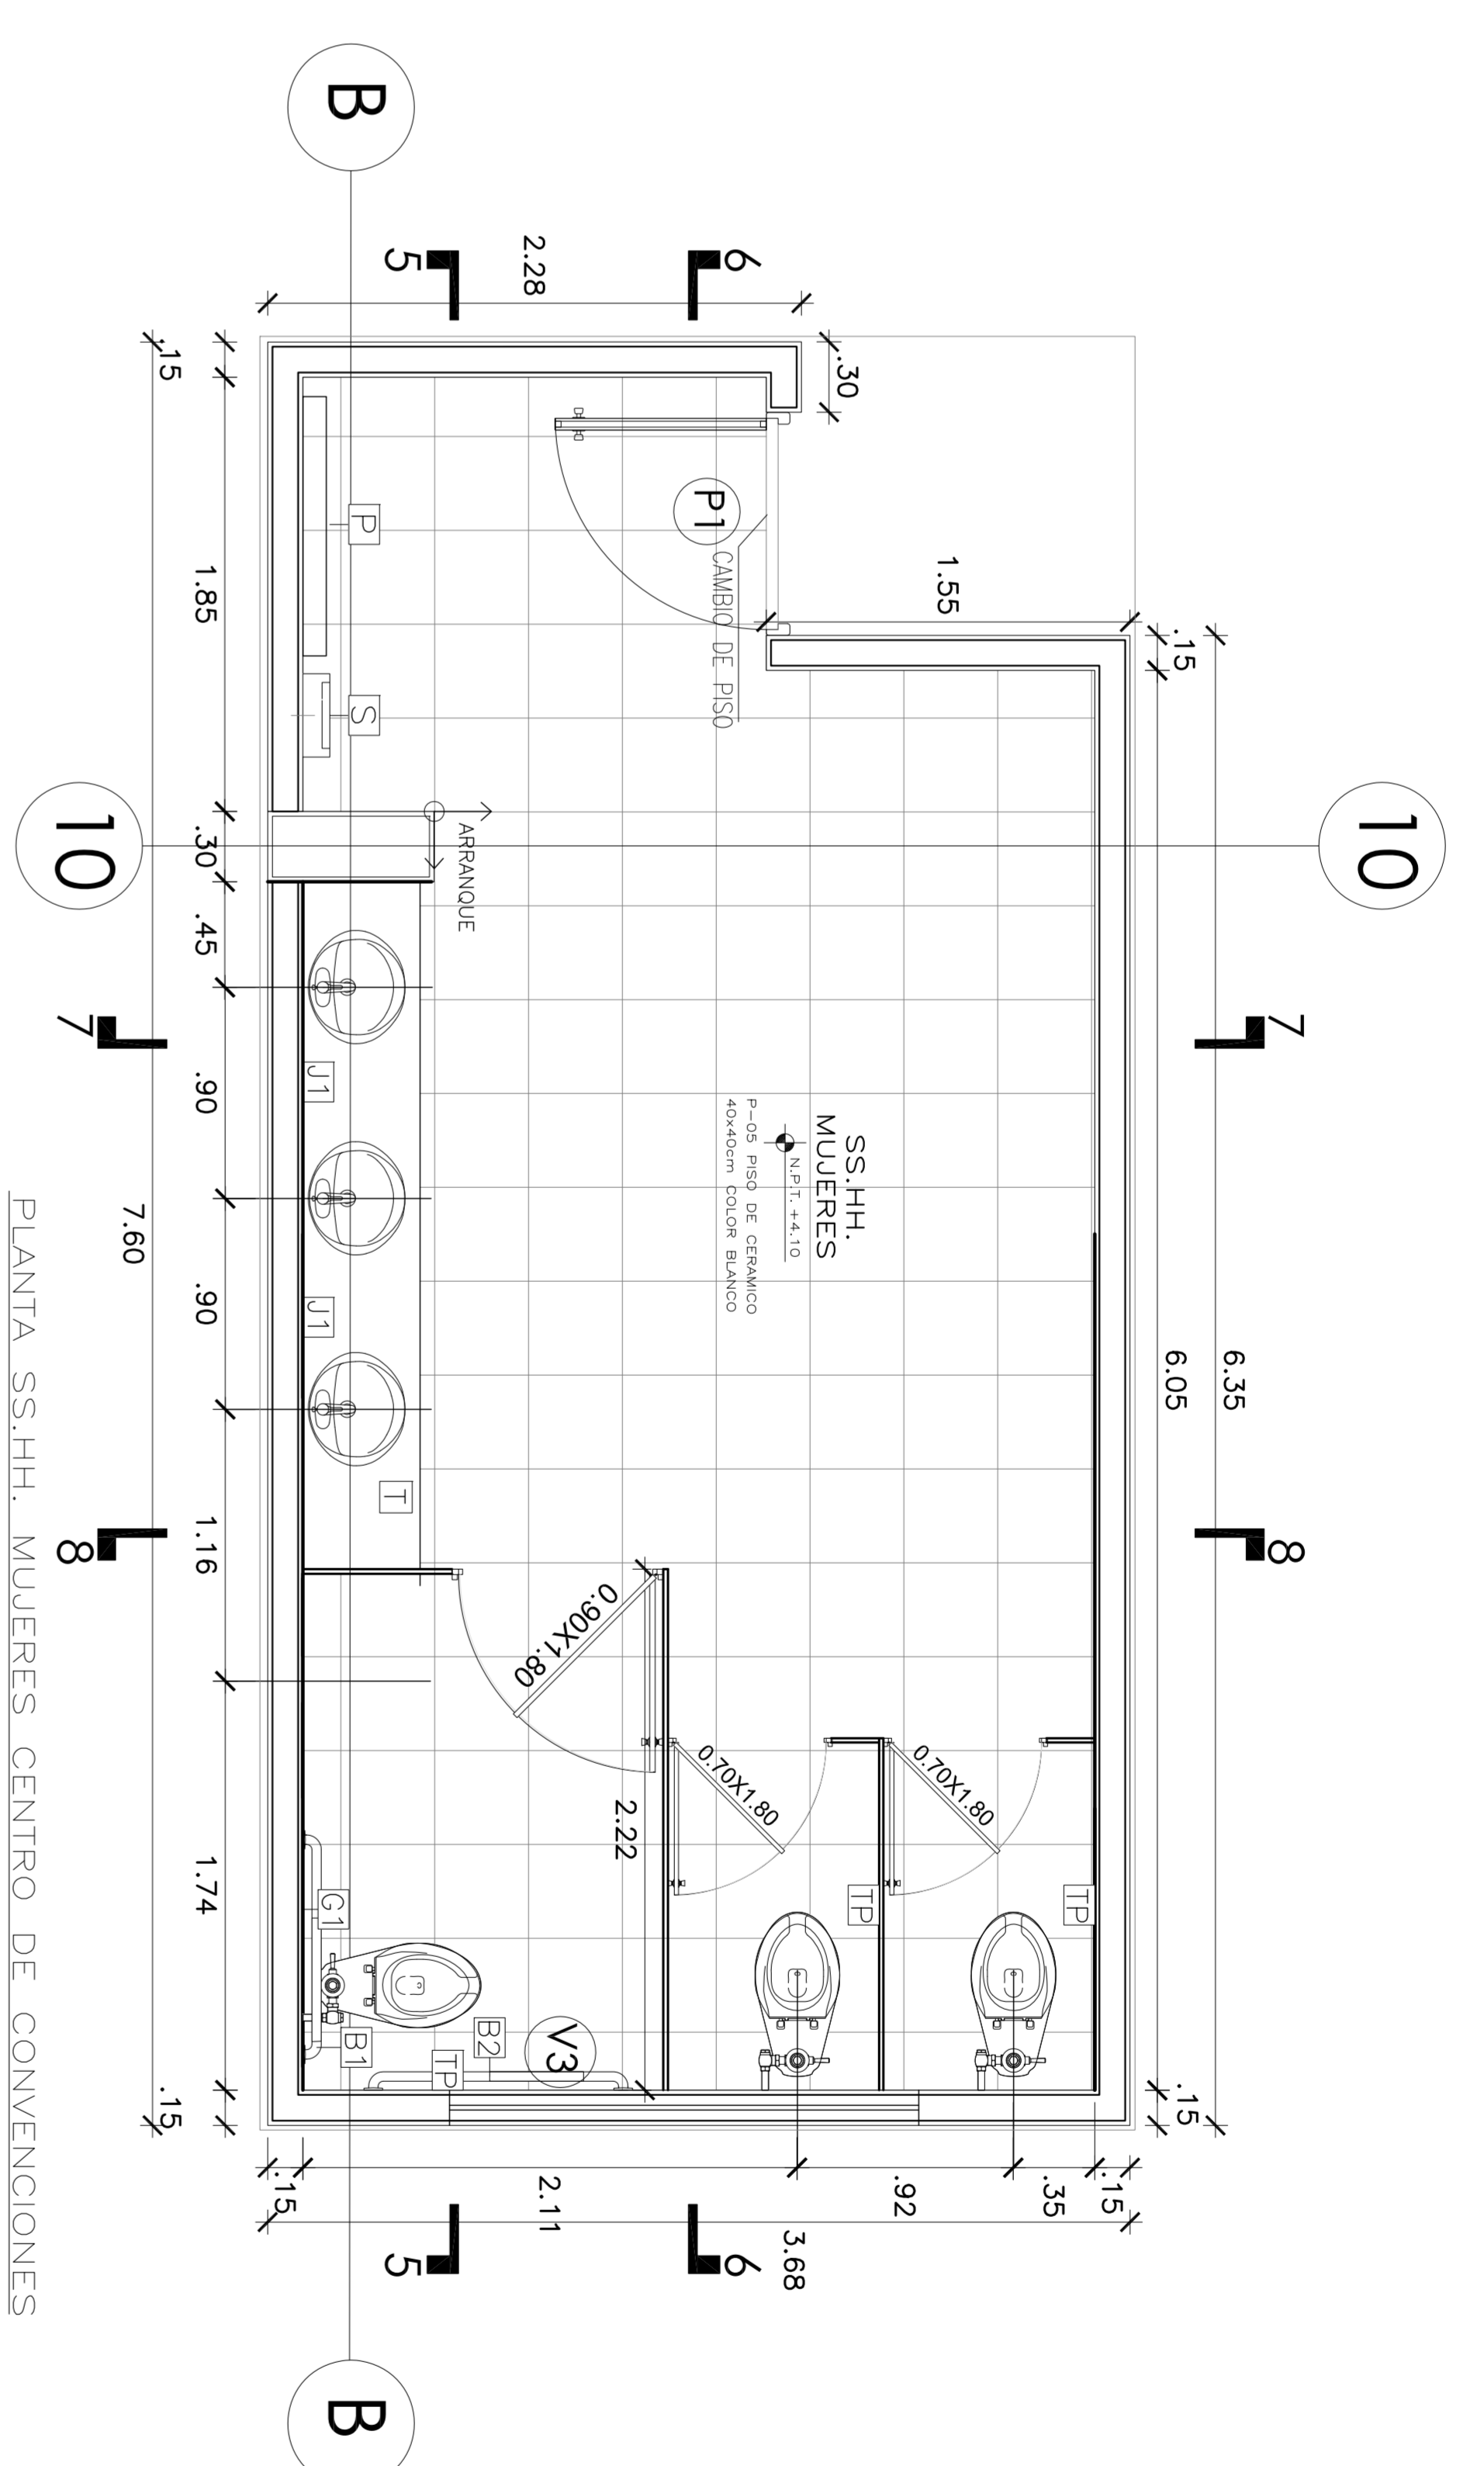 10
10
B
B
7
7
8
8
6
6
5
5
6.35
6.05
.15
.15
1.55
.30
2.28
P1
CAMBIO DE PISO
SS.HH.
MUJERES
N.P.T. +4.10
P-05 PISO DE CERAMICO
40x40cm COLOR BLANCO
0.70X1.80
0.70X1.80
0.90X1.80
2.22
TP
TP
TP
V3
B2
B1
G1
P
S
ARRANQUE
J1
J1
T
.15
.35
.92
2.11
.15
3.68
1.85
.30
.45
.90
.90
1.16
1.74
.15
.15
7.60
PLANTA SS.HH. MUJERES CENTRO DE CONVENCIONES